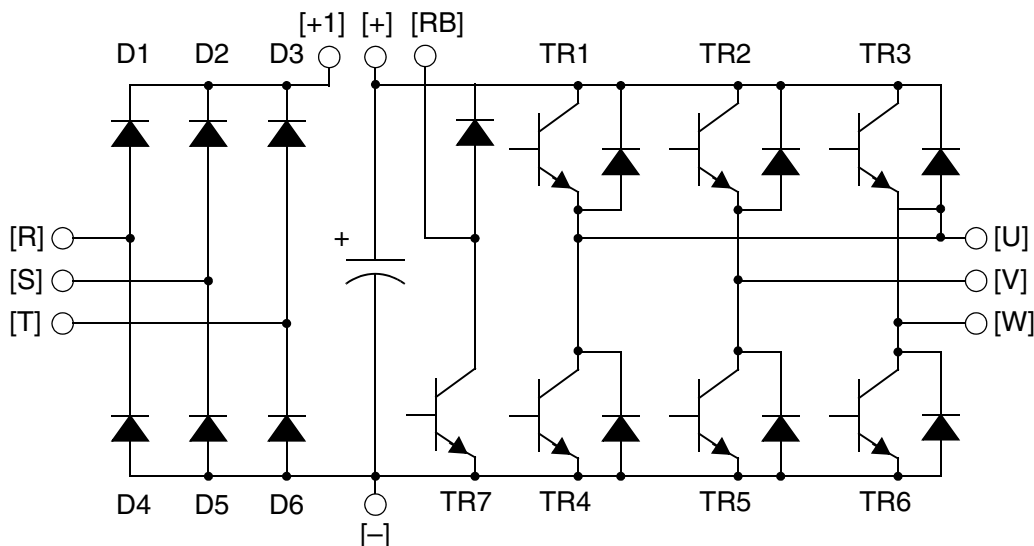 [+1] [+] [RB]
D1 D2 D3 TR1 TR2 TR3
[R] [U]
+
[S] [V]
[T] [W]
D4 D5 D6 TR7 TR4 TR5 TR6
[–]